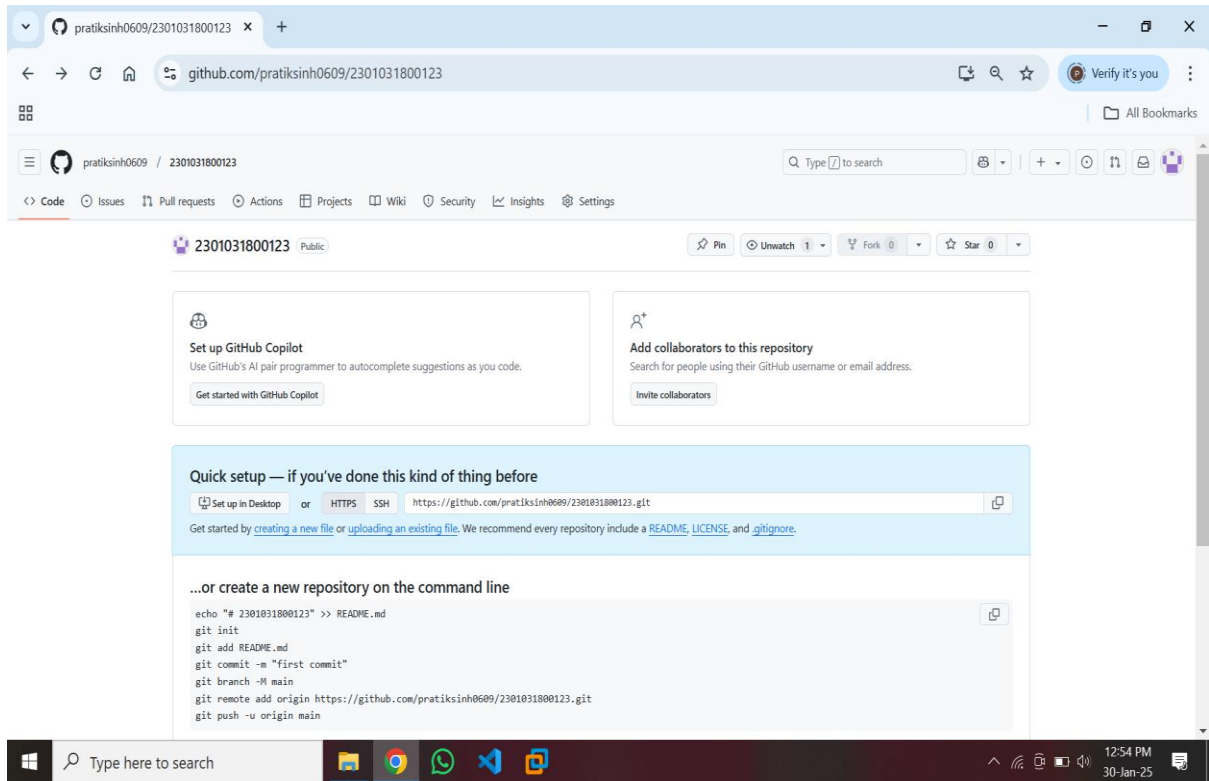 pratiksinh0609/2301031800123
github.com/pratiksinh0609/2301031800123
Verify it's you
All Bookmarks
pratiksinh0609 / 2301031800123
Type / to search
Code Issues Pull requests Actions Projects Wiki Security Insights Settings
2301031800123 Public
Pin Unwatch 1 Fork 0 Star 0
Set up GitHub Copilot
Use GitHub's AI pair programmer to autocomplete suggestions as you code.
Get started with GitHub Copilot
Add collaborators to this repository
Search for people using their GitHub username or email address.
Invite collaborators
Quick setup — if you've done this kind of thing before
Set up in Desktop or HTTPS SSH https://github.com/pratiksinh0609/2301031800123.git
Get started by creating a new file or uploading an existing file. We recommend every repository include a README, LICENSE, and .gitignore.
...or create a new repository on the command line
echo "# 2301031800123" >> README.md
git init
git add README.md
git commit -m "first commit"
git branch -M main
git remote add origin https://github.com/pratiksinh0609/2301031800123.git
git push -u origin main
Type here to search
12:54 PM
30-Jan-25